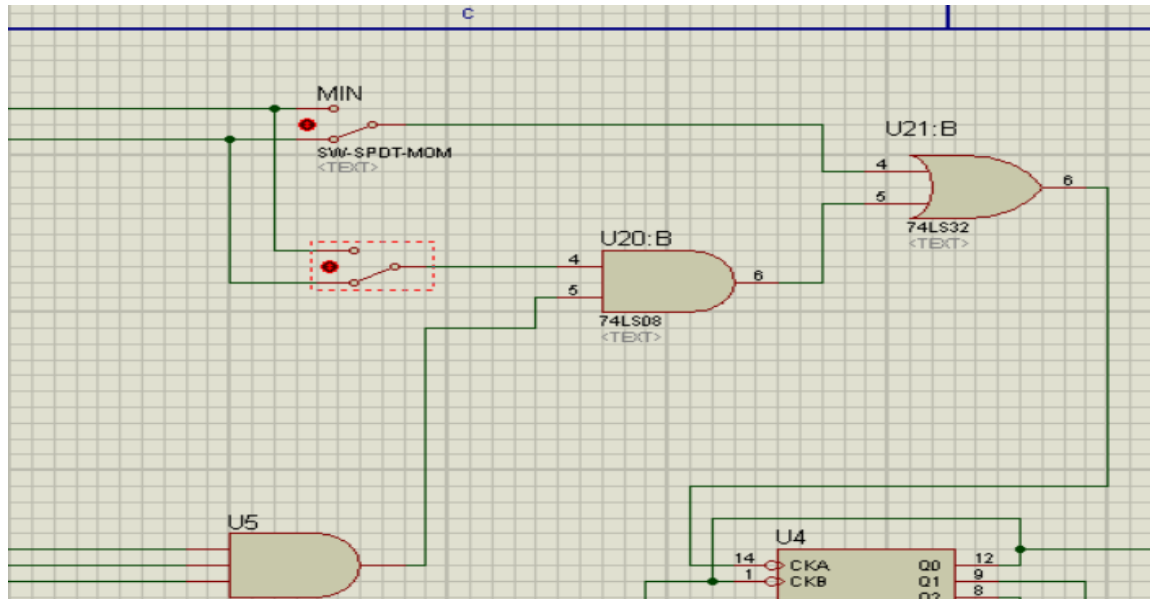 C
MIN
SW-SPDT-MOM
<TEXT>
U21:B
4
5
6
74LS32
<TEXT>
U20:B
4
5
6
74LS08
<TEXT>
U5
U4
14 CKA Q0 12
1 CKB Q1 9
Q2 8